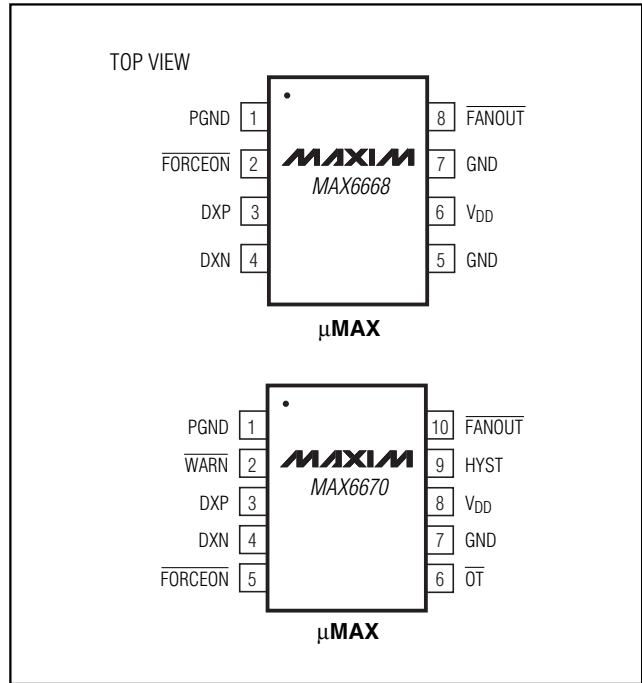 TOP VIEW
PGND 1 8 FANOUT
FORCEON 2 MAXIM 7 GND
MAX6668
DXP 3 6 VDD
DXN 4 5 GND
μMAX
PGND 1 10 FANOUT
WARN 2 MAXIM 9 HYST
MAX6670
DXP 3 8 VDD
DXN 4 7 GND
FORCEON 5 6 OT
μMAX